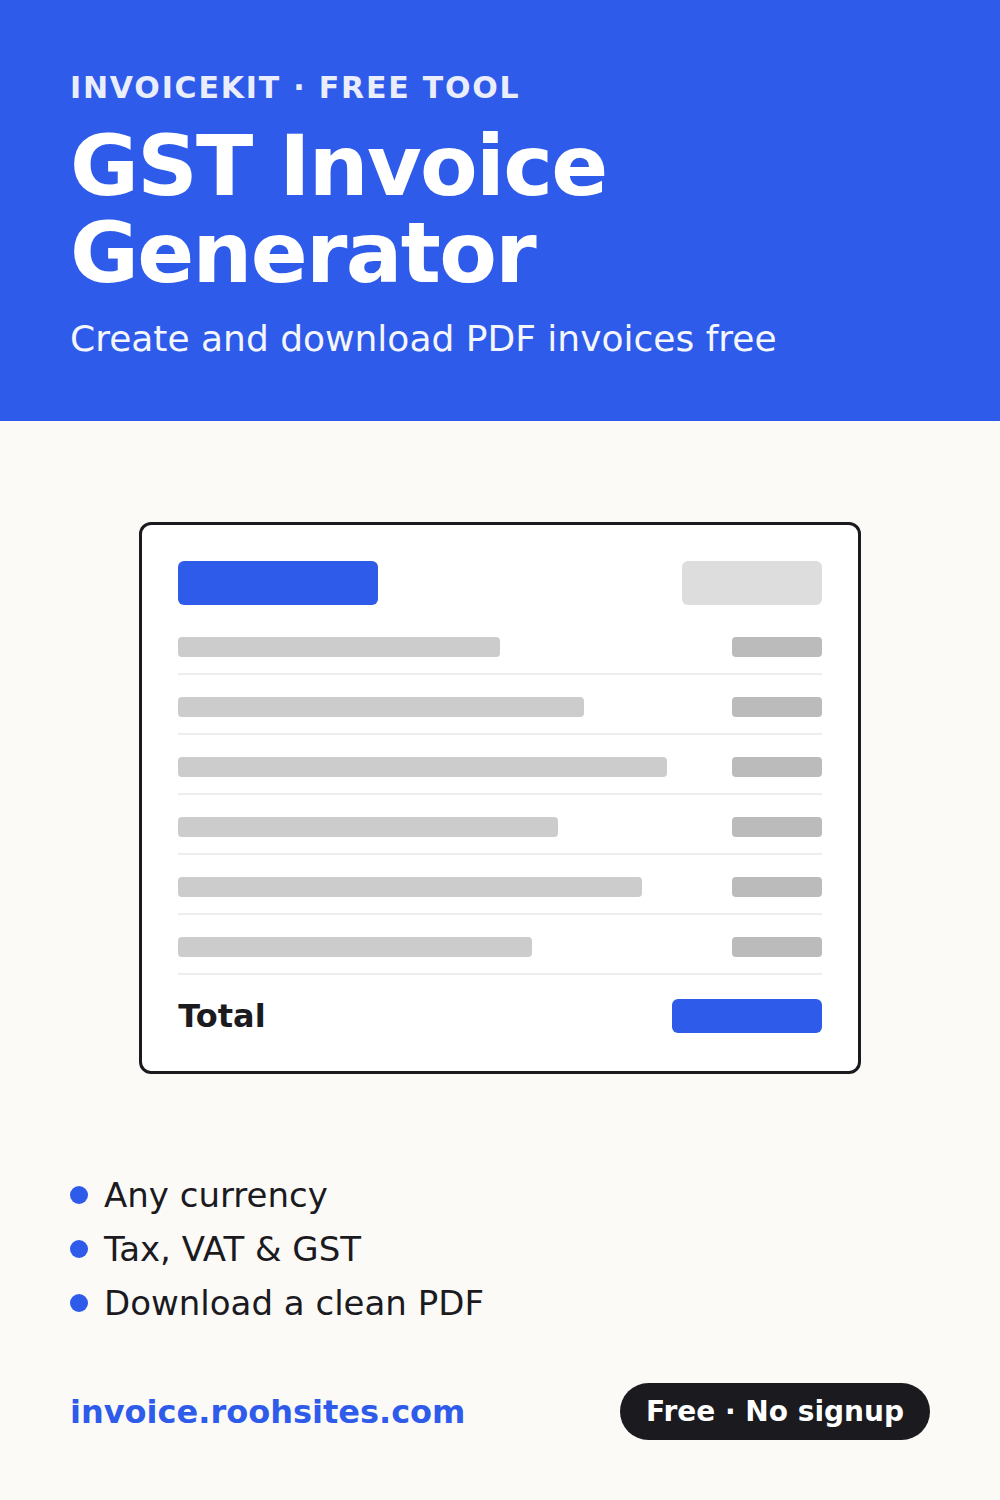 INVOICEKIT · FREE TOOL
GST Invoice
Generator
Create and download PDF invoices free
Total
Any currency
Tax, VAT & GST
Download a clean PDF
invoice.roohsites.com
Free · No signup